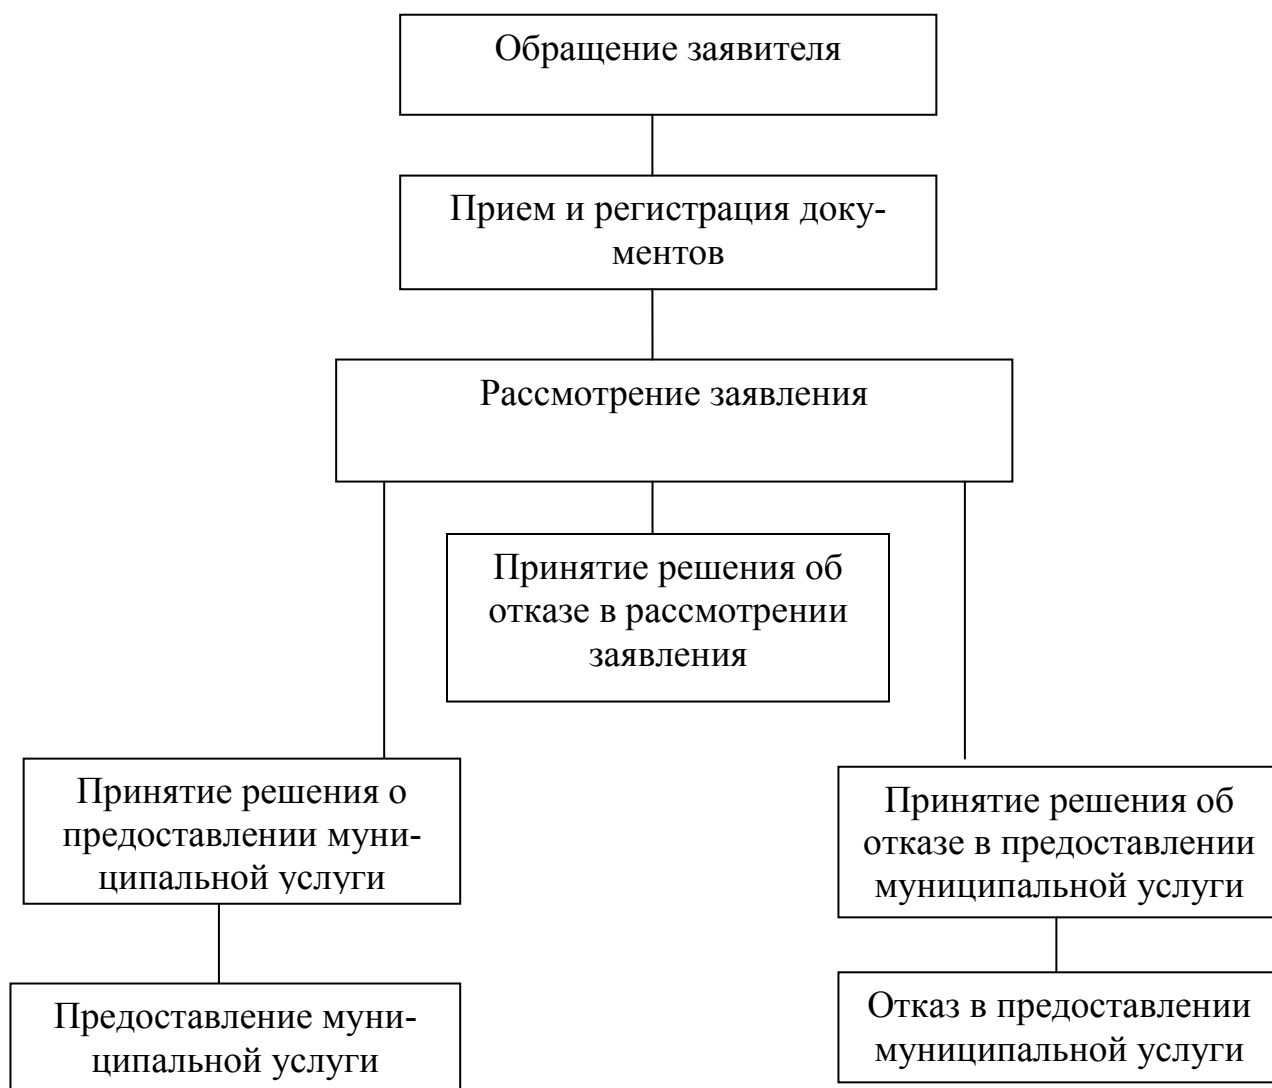 Обращение заявителя
Прием и регистрация доку-
ментов
Рассмотрение заявления
Принятие решения об
отказе в рассмотрении
заявления
Принятие решения о
предоставлении муни-
ципальной услуги
Принятие решения об
отказе в предоставлении
муниципальной услуги
Предоставление муни-
ципальной услуги
Отказ в предоставлении
муниципальной услуги